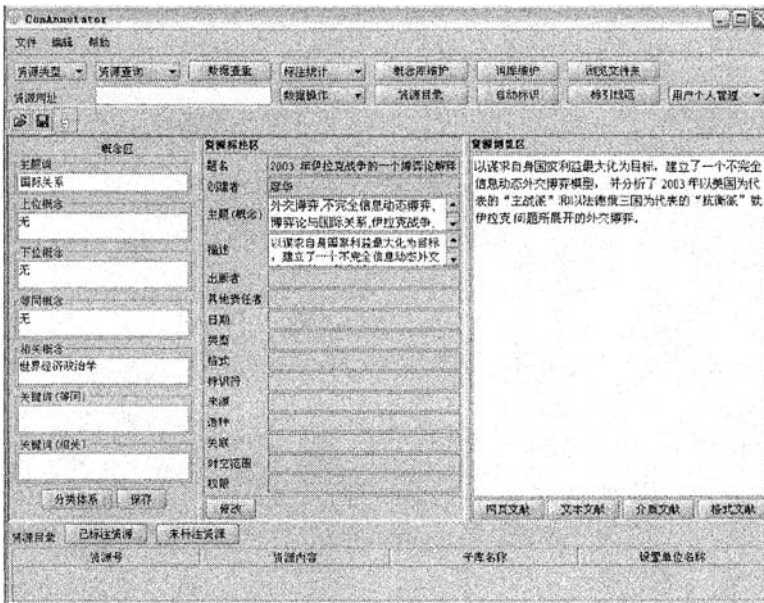 ConAnnotator
文件 编辑 帮助
资源类型 资源查询 数据查重 标注统计 概念库维护 词库维护 浏览文件夹
资源网址 数据操作 资源目录 自动标识 标引线范 用户个人管理
概念区
主题词
国际关系
上位概念
无
下位概念
无
等同概念
无
相关概念
世界经济政治学
关键词(等同)
关键词(相关)
分类体系 保存
资源标注区
题名 2003 年伊拉克战争的一个博弈论解释
创建者
主题(概念) 外交博弈,不完全信息动态博弈、
博弈论与国际关系,伊拉克战争、
描述 以谋求自身国家利益最大化为目标
,建立了一个不完全信息动态外交
出版者
其他责任者
日期
类型
格式
标识符
来源
语种
关联
时空范围
权限
修改
资源浏览区
以谋求自身国家利益最大化为目标,建立了一个不完全
信息动态外交博弈模型, 并分析了 2003 年以美国为代
表的“主战派”和以法德俄三国为代表的“抗衡派”就
伊拉克问题所展开的外交博弈.
网页文献 文本文献 介质文献 格式文献
资源目录 已标注资源 未标注资源
资源号 资源内容 子库名称 设置单位名称